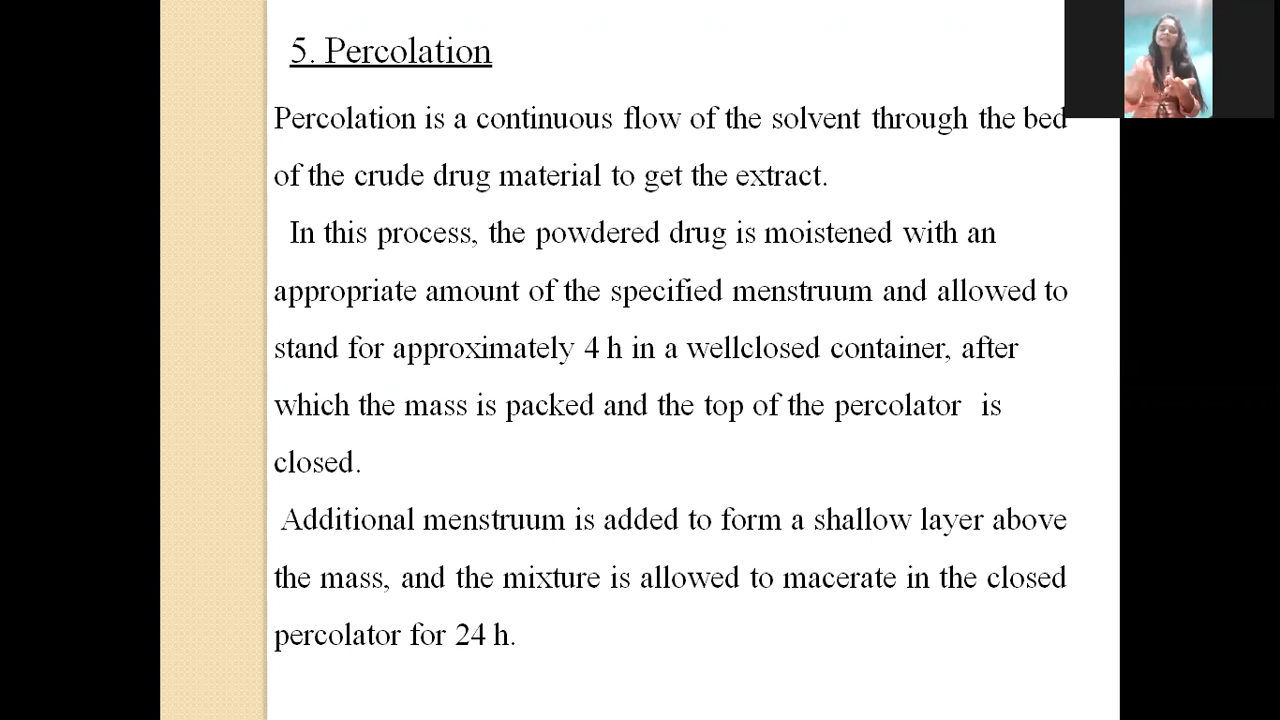 5. Percolation
Percolation is a continuous flow of the solvent through the bed
of the crude drug material to get the extract.
In this process, the powdered drug is moistened with an
appropriate amount of the specified menstruum and allowed to
stand for approximately 4 h in a wellclosed container, after
which the mass is packed and the top of the percolator is
closed.
Additional menstruum is added to form a shallow layer above
the mass, and the mixture is allowed to macerate in the closed
percolator for 24 h.